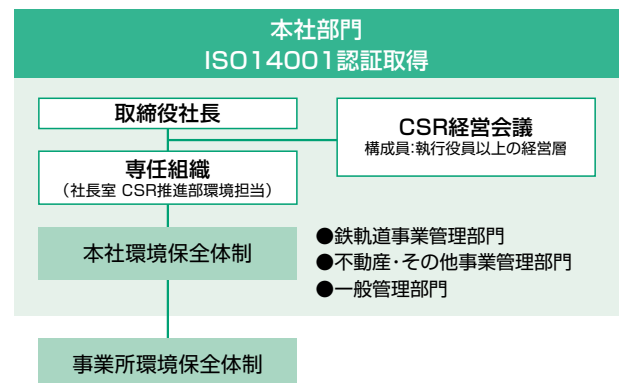 本社部門
ISO14001認証取得
取締役社長
CSR経営会議
構成員:執行役員以上の経営層
専任組織
（社長室 CSR推進部環境担当）
本社環境保全体制
●鉄軌道事業管理部門
●不動産・その他事業管理部門
●一般管理部門
事業所環境保全体制